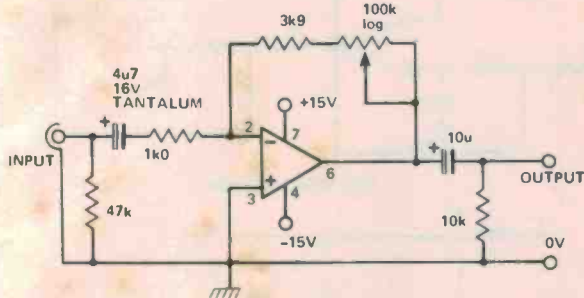 3k9
100k
log
4u7
16V
TANTALUM
+
+15V
INPUT
1k0
2
−
7
+
3
4
6
+
10u
OUTPUT
47k
−15V
10k
0V